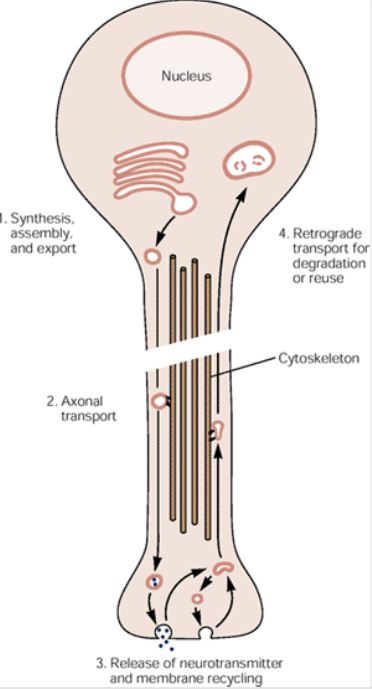 Nucleus
1. Synthesis,
assembly,
and export
4. Retrograde
transport for
degradation
or reuse
Cytoskeleton
2. Axonal
transport
3. Release of neurotransmitter
and membrane recycling